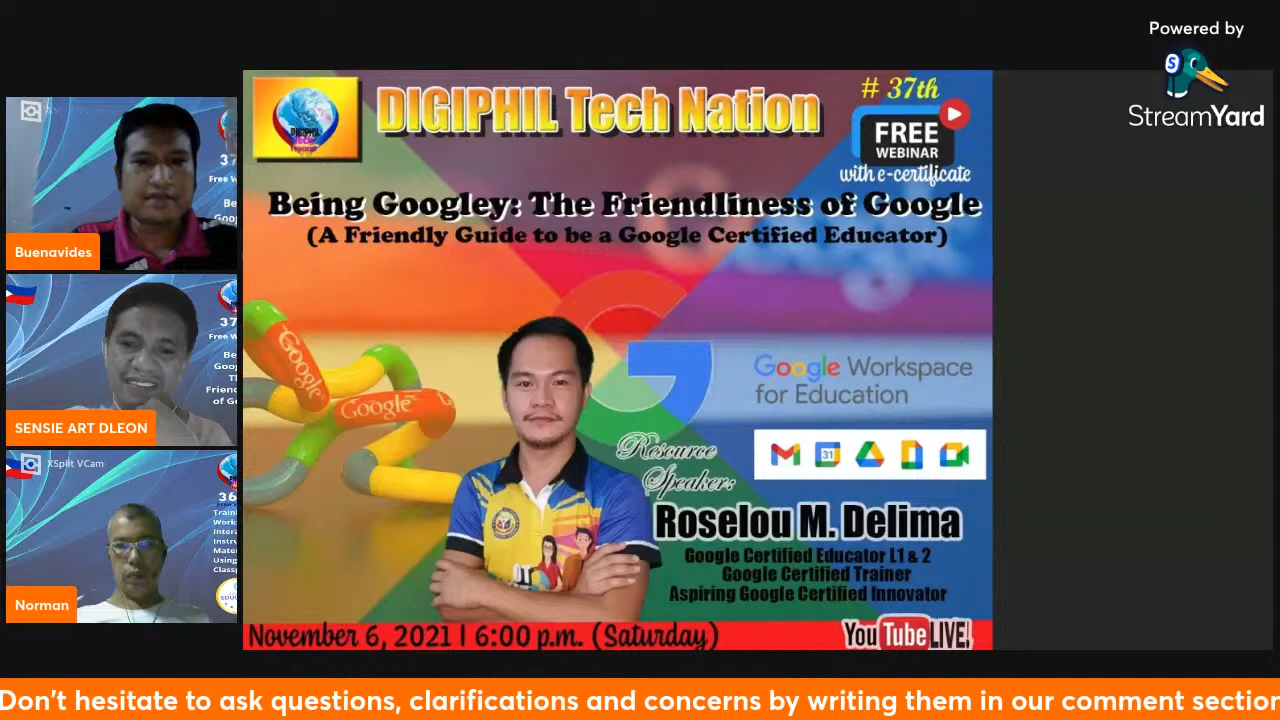 Powered by
StreamYard
DIGIPHIL Tech Nation
# 37th
FREE
WEBINAR
with e-certificate
Being Googley: The Friendliness of Google
(A Friendly Guide to be a Google Certified Educator)
Google
Google
Google Workspace
for Education
31
Resource
Speaker:
Roselou M. Delima
Google Certified Educator L1 & 2
Google Certified Trainer
Aspiring Google Certified Innovator
November 6, 2021 | 6:00 p.m. (Saturday)
YouTube LIVE!
Buenavides
SENSIE ART DLEON
XSplit VCam
Norman
Don't hesitate to ask questions, clarifications and concerns by writing them in our comment section